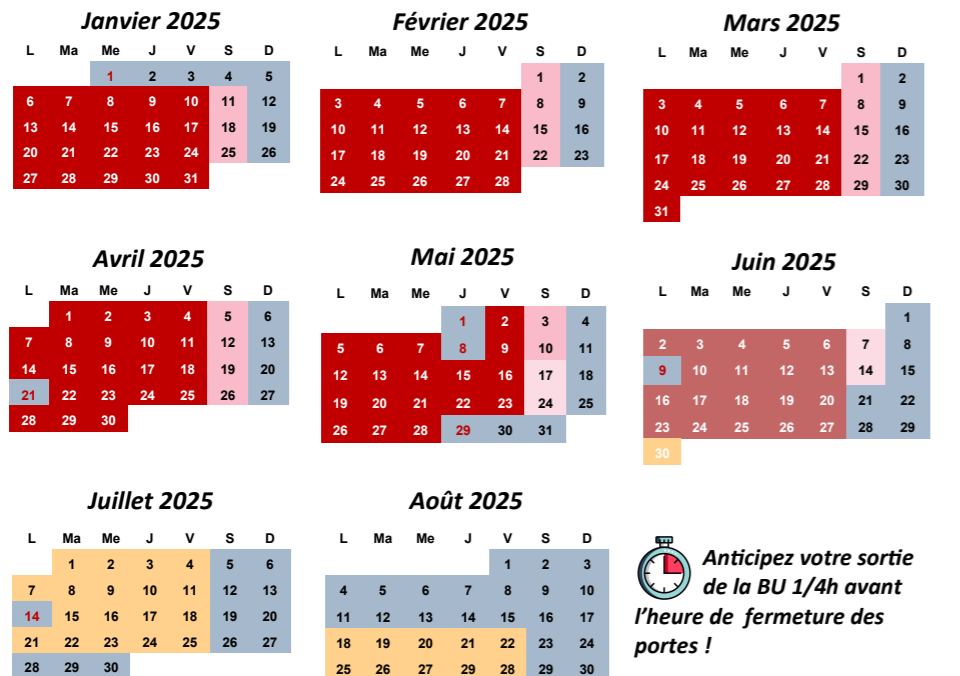 Janvier 2025
L Ma Me J V S D
1 2 3 4 5
6 7 8 9 10 11 12
13 14 15 16 17 18 19
20 21 22 23 24 25 26
27 28 29 30 31
Février 2025
L Ma Me J V S D
1 2
3 4 5 6 7 8 9
10 11 12 13 14 15 16
17 18 19 20 21 22 23
24 25 26 27 28
Mars 2025
L Ma Me J V S D
1 2
3 4 5 6 7 8 9
10 11 12 13 14 15 16
17 18 19 20 21 22 23
24 25 26 27 28 29 30
31
Avril 2025
L Ma Me J V S D
1 2 3 4 5 6
7 8 9 10 11 12 13
14 15 16 17 18 19 20
21 22 23 24 25 26 27
28 29 30
Mai 2025
L Ma Me J V S D
1 2 3 4
5 6 7 8 9 10 11
12 13 14 15 16 17 18
19 20 21 22 23 24 25
26 27 28 29 30 31
Juin 2025
L Ma Me J V S D
1
2 3 4 5 6 7 8
9 10 11 12 13 14 15
16 17 18 19 20 21 22
23 24 25 26 27 28 29
30
Juillet 2025
L Ma Me J V S D
1 2 3 4 5 6
7 8 9 10 11 12 13
14 15 16 17 18 19 20
21 22 23 24 25 26 27
28 29 30
Août 2025
L Ma Me J V S D
1 2 3
4 5 6 7 8 9 10
11 12 13 14 15 16 17
18 19 20 21 22 23 24
25 26 27 29 28 29 30
Anticipez votre sortie
de la BU 1/4h avant
l'heure de fermeture des
portes !